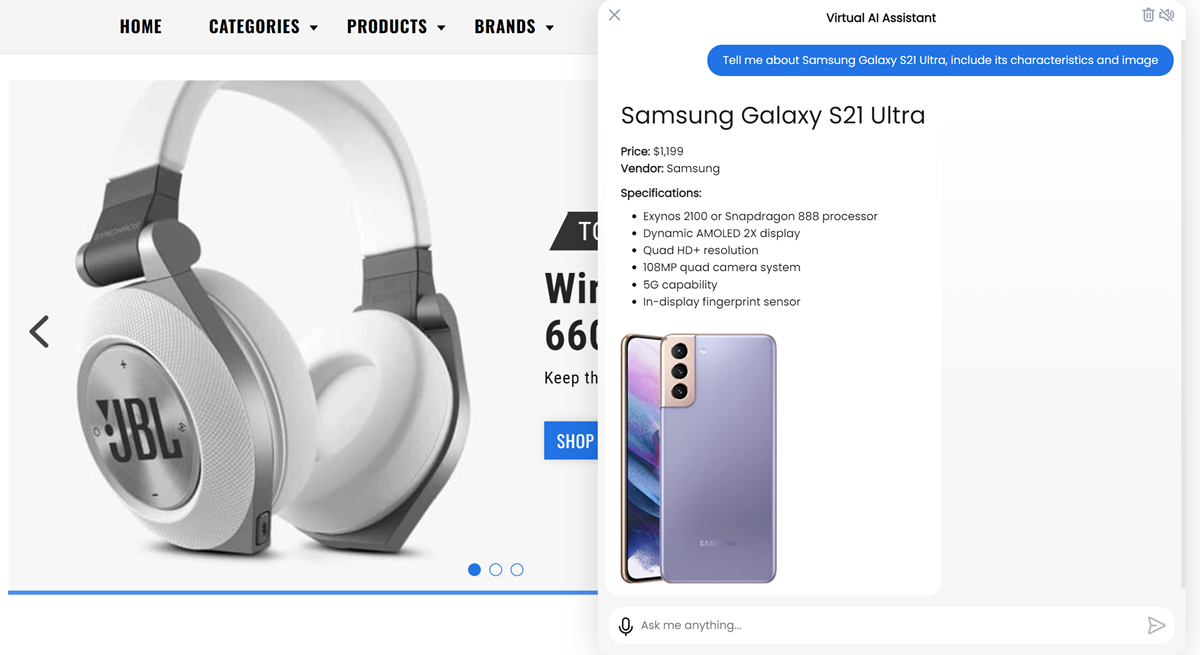 HOME CATEGORIES PRODUCTS BRANDS
JBL
Keep th
SHOP
Virtual AI Assistant
Tell me about Samsung Galaxy S21 Ultra, include its characteristics and image
Samsung Galaxy S21 Ultra
Price: $1,199
Vendor: Samsung
Specifications:
Exynos 2100 or Snapdragon 888 processor
Dynamic AMOLED 2X display
Quad HD+ resolution
108MP quad camera system
5G capability
In-display fingerprint sensor
SAMSUNG
Ask me anything...